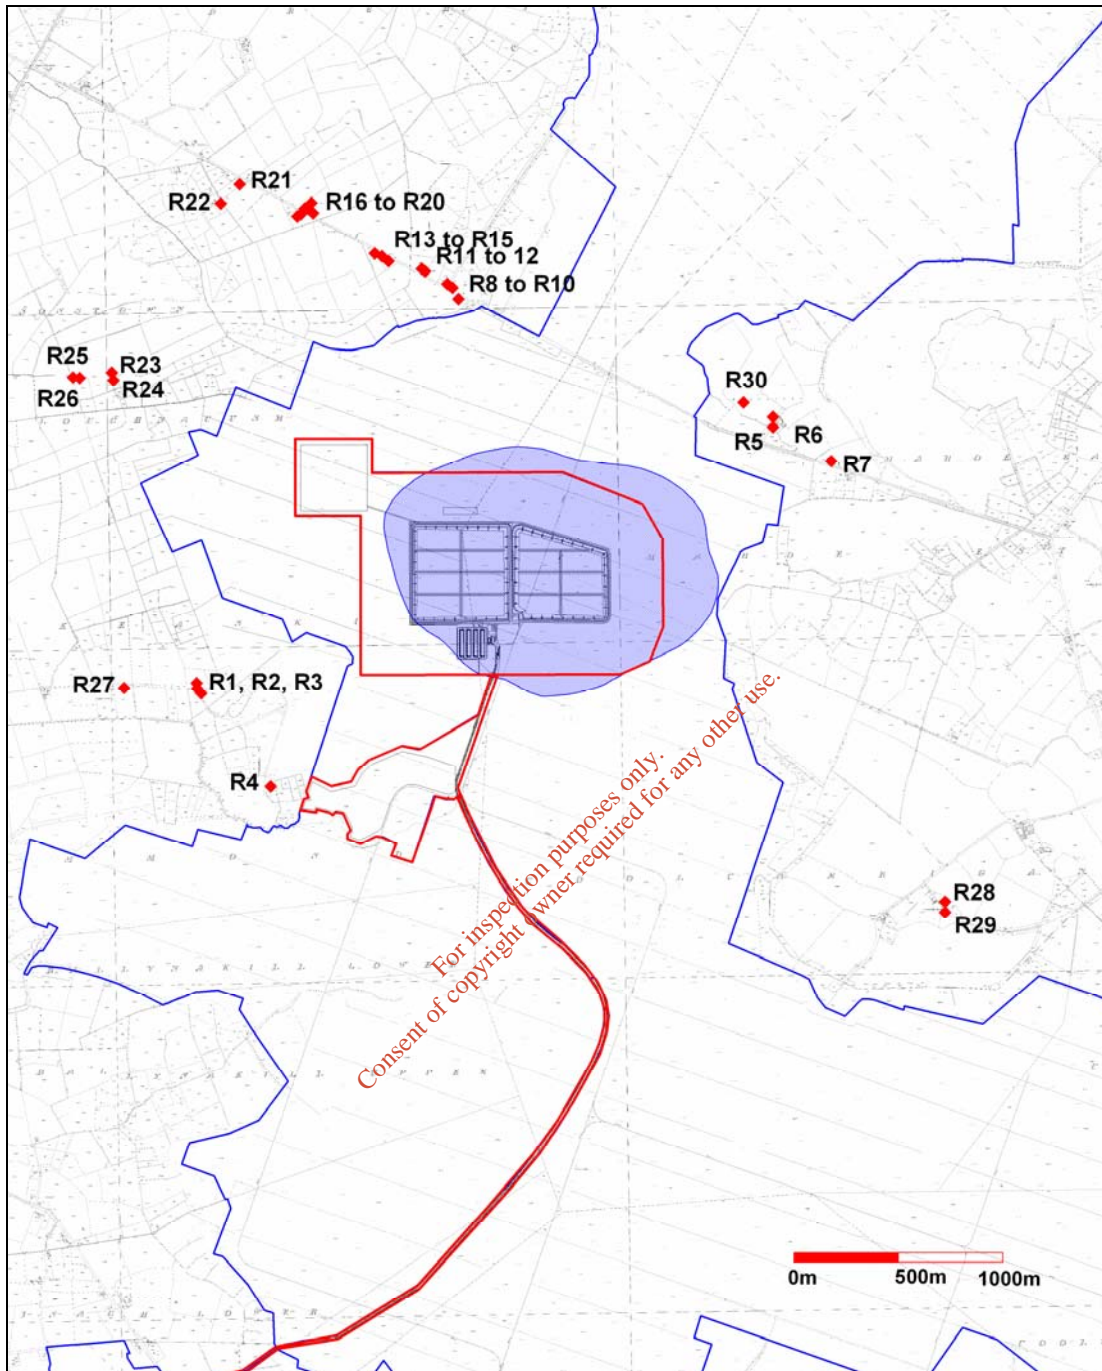 R21
R22
R16 to R20
R13 to R15
R11 to 12
R8 to R10
R25
R23
R26
R24
R30
R6
R5
R7
R27
R1, R2, R3
R4
R28
R29
For inspection purposes only.
Consent of copyright owner required for any other use.
0m
500m
1000m